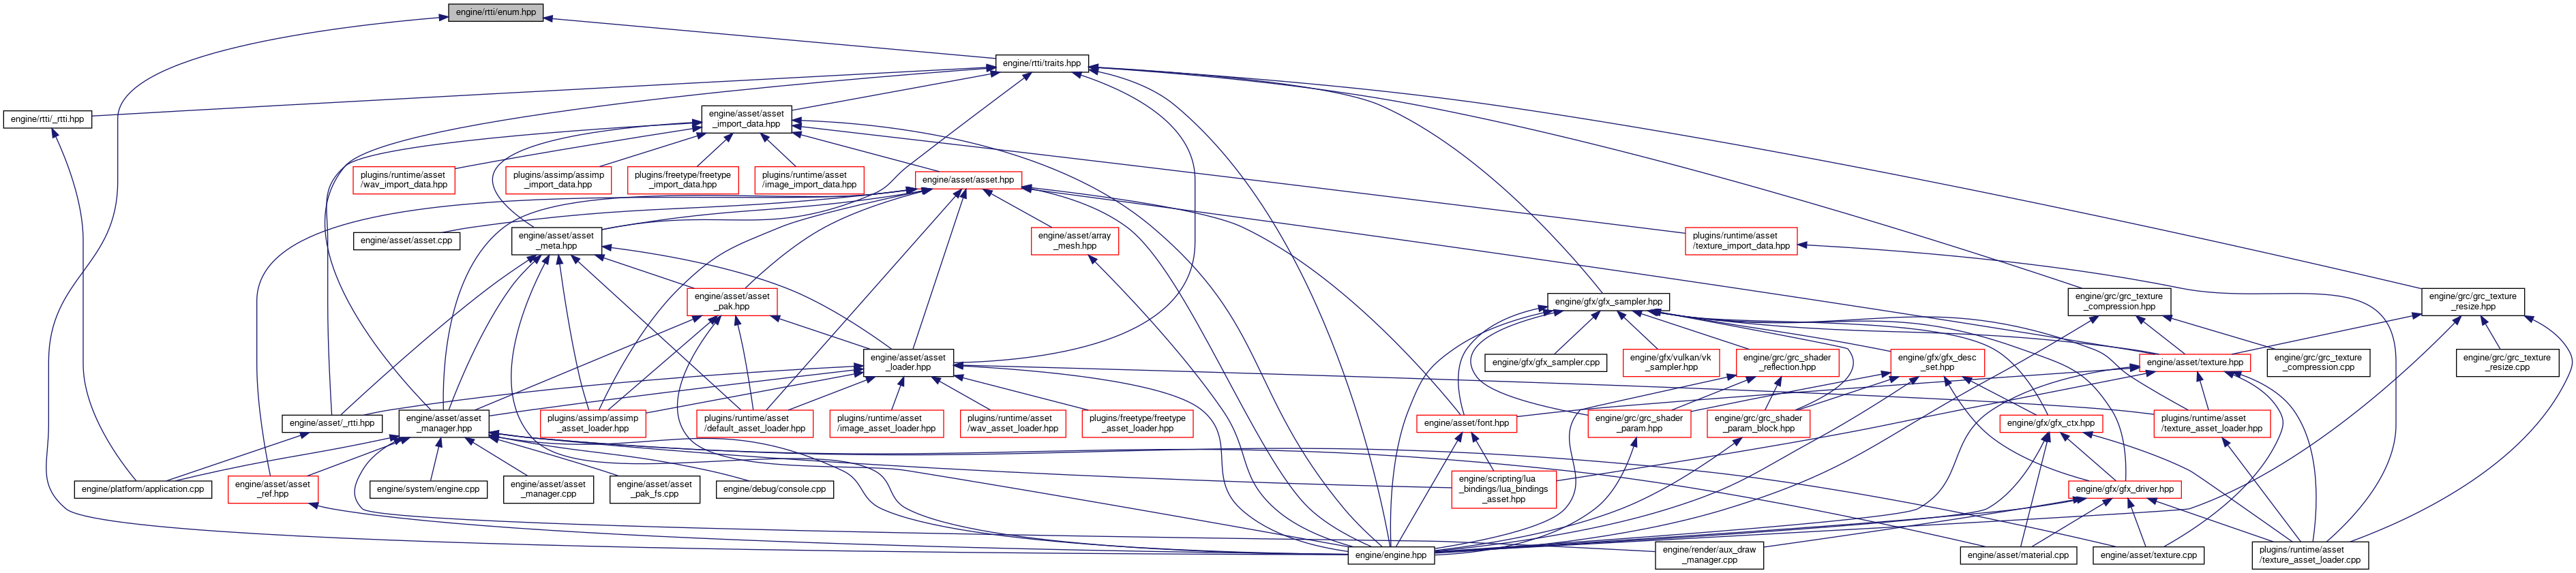 engine/rtti/enum.hpp
engine/rtti/traits.hpp
engine/rtti/_rtti.hpp
engine/asset/asset
_import_data.hpp
plugins/runtime/asset
/wav_import_data.hpp
plugins/assimp/assimp
_import_data.hpp
plugins/freetype/freetype
_import_data.hpp
plugins/runtime/asset
/image_import_data.hpp
engine/asset/asset.hpp
engine/asset/asset.cpp
engine/asset/asset
_meta.hpp
engine/asset/array
_mesh.hpp
plugins/runtime/asset
/texture_import_data.hpp
engine/asset/asset
_pak.hpp
engine/gfx/gfx_sampler.hpp
engine/grc/grc_texture
_compression.hpp
engine/grc/grc_texture
_resize.hpp
engine/asset/asset
_loader.hpp
engine/gfx/gfx_sampler.cpp
engine/gfx/vulkan/vk
_sampler.hpp
engine/grc/grc_shader
_reflection.hpp
engine/gfx/gfx_desc
_set.hpp
engine/asset/texture.hpp
engine/grc/grc_texture
_compression.cpp
engine/grc/grc_texture
_resize.cpp
engine/asset/_rtti.hpp
engine/asset/asset
_manager.hpp
plugins/assimp/assimp
_asset_loader.hpp
plugins/runtime/asset
/default_asset_loader.hpp
plugins/runtime/asset
/image_asset_loader.hpp
plugins/runtime/asset
/wav_asset_loader.hpp
plugins/freetype/freetype
_asset_loader.hpp
engine/asset/font.hpp
engine/grc/grc_shader
_param.hpp
engine/grc/grc_shader
_param_block.hpp
engine/gfx/gfx_ctx.hpp
plugins/runtime/asset
/texture_asset_loader.hpp
engine/platform/application.cpp
engine/asset/asset
_ref.hpp
engine/system/engine.cpp
engine/asset/asset
_manager.cpp
engine/asset/asset
_pak_fs.cpp
engine/debug/console.cpp
engine/scripting/lua
_bindings/lua_bindings
_asset.hpp
engine/gfx/gfx_driver.hpp
engine/engine.hpp
engine/render/aux_draw
_manager.cpp
engine/asset/material.cpp
engine/asset/texture.cpp
plugins/runtime/asset
/texture_asset_loader.cpp